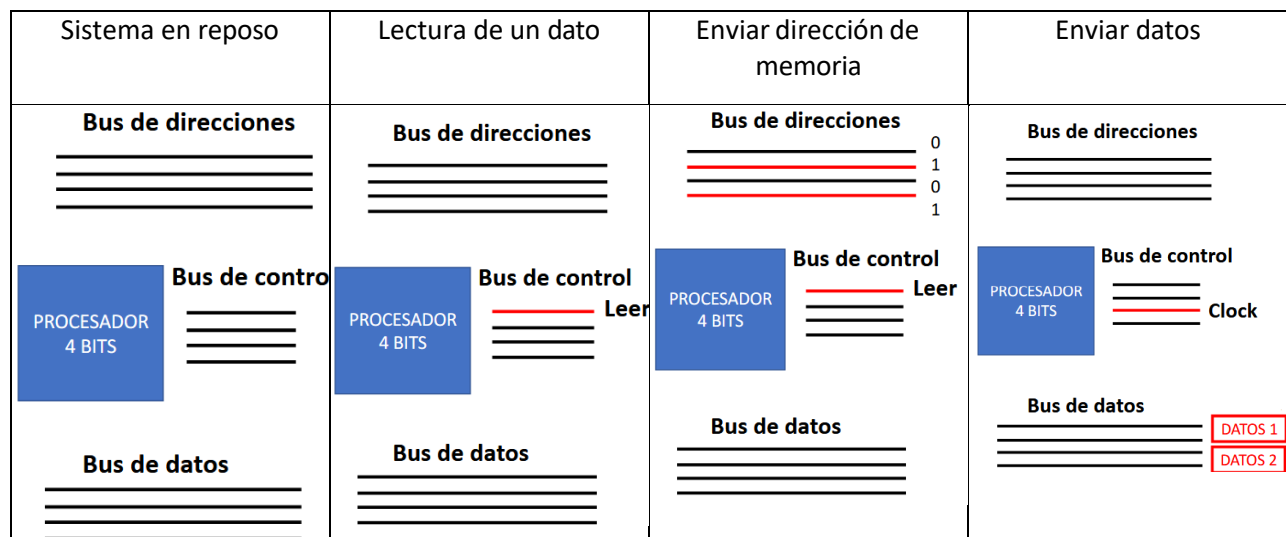 Sistema en reposo
Lectura de un dato
Enviar dirección de
memoria
Enviar datos
Bus de direcciones
PROCESADOR
4 BITS
Bus de contro
Bus de datos
Bus de direcciones
PROCESADOR
4 BITS
Bus de control
Leer
Bus de datos
Bus de direcciones
0
1
0
1
PROCESADOR
4 BITS
Bus de control
Leer
Bus de datos
Bus de direcciones
PROCESADOR
4 BITS
Bus de control
Clock
Bus de datos
DATOS 1
DATOS 2